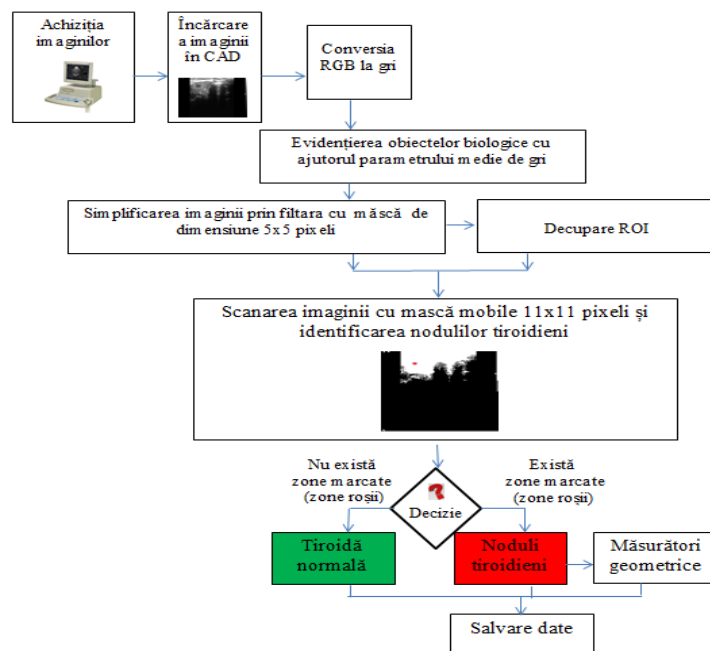 Achiziția
imaginilor
Încărcare
a imaginii
în CAD
Conversia
RGB la gri
Evidențierea obiectelor biologice cu
ajutorul parametrului medie de gri
Simplificarea imaginii prin filtara cu mască de
dimensiune 5x5 pixeli
Decupare ROI
Scanarea imaginii cu mască mobile 11x11 pixeli și
identificarea nodulilor tiroidieni
Nu există
zone marcate
(zone roșii)
Există
zone marcate
(zone roșii)
?
Decizie
Tiroidă
normală
Noduli
tiroidieni
Măsurători
geometrice
Salvare date